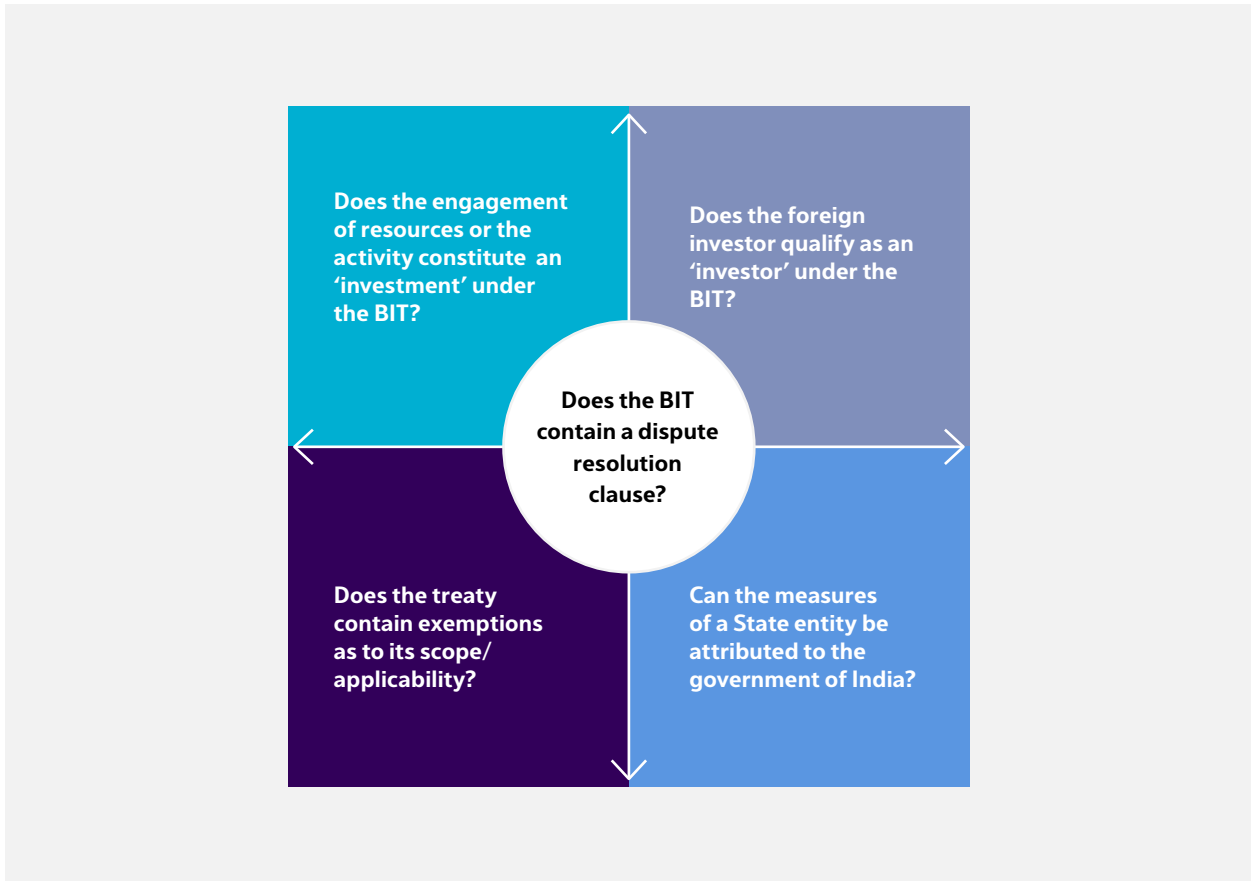 Does the engagement
of resources or the
activity constitute an
‘investment’ under
the BIT?
Does the foreign
investor qualify as an
‘investor’ under the
BIT?
Does the BIT
contain a dispute
resolution
clause?
Does the treaty
contain exemptions
as to its scope/
applicability?
Can the measures
of a State entity be
attributed to the
government of India?